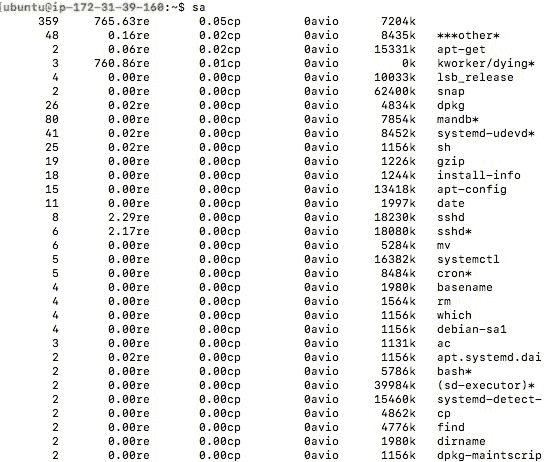 [ubuntu@ip-172-31-39-160:~$ sa
359 765.63re 0.05cp 0avio 7204k
48 0.16re 0.02cp 0avio 8435k ***other*
2 0.06re 0.02cp 0avio 15331k apt-get
3 760.86re 0.01cp 0avio 0k kworker/dying*
4 0.00re 0.00cp 0avio 10033k lsb_release
2 0.00re 0.00cp 0avio 62400k snap
26 0.02re 0.00cp 0avio 4834k dpkg
80 0.00re 0.00cp 0avio 7854k mandb*
41 0.02re 0.00cp 0avio 8452k systemd-udevd*
25 0.02re 0.00cp 0avio 1156k sh
19 0.00re 0.00cp 0avio 1226k gzip
18 0.00re 0.00cp 0avio 1244k install-info
15 0.00re 0.00cp 0avio 13418k apt-config
11 0.00re 0.00cp 0avio 1997k date
8 2.29re 0.00cp 0avio 18230k sshd
6 2.17re 0.00cp 0avio 18080k sshd*
6 0.00re 0.00cp 0avio 5284k mv
5 0.00re 0.00cp 0avio 16382k systemctl
5 0.00re 0.00cp 0avio 8484k cron*
4 0.00re 0.00cp 0avio 1980k basename
4 0.00re 0.00cp 0avio 1564k rm
4 0.00re 0.00cp 0avio 1156k which
4 0.00re 0.00cp 0avio 1156k debian-sa1
3 0.00re 0.00cp 0avio 1131k ac
2 0.02re 0.00cp 0avio 1156k apt.systemd.dai
2 0.00re 0.00cp 0avio 5786k bash*
2 0.00re 0.00cp 0avio 39984k (sd-executor)*
2 0.00re 0.00cp 0avio 15460k systemd-detect-
2 0.00re 0.00cp 0avio 4862k cp
2 0.00re 0.00cp 0avio 4776k find
2 0.00re 0.00cp 0avio 1980k dirname
2 0.00re 0.00cp 0avio 1156k dpkg-maintscrip